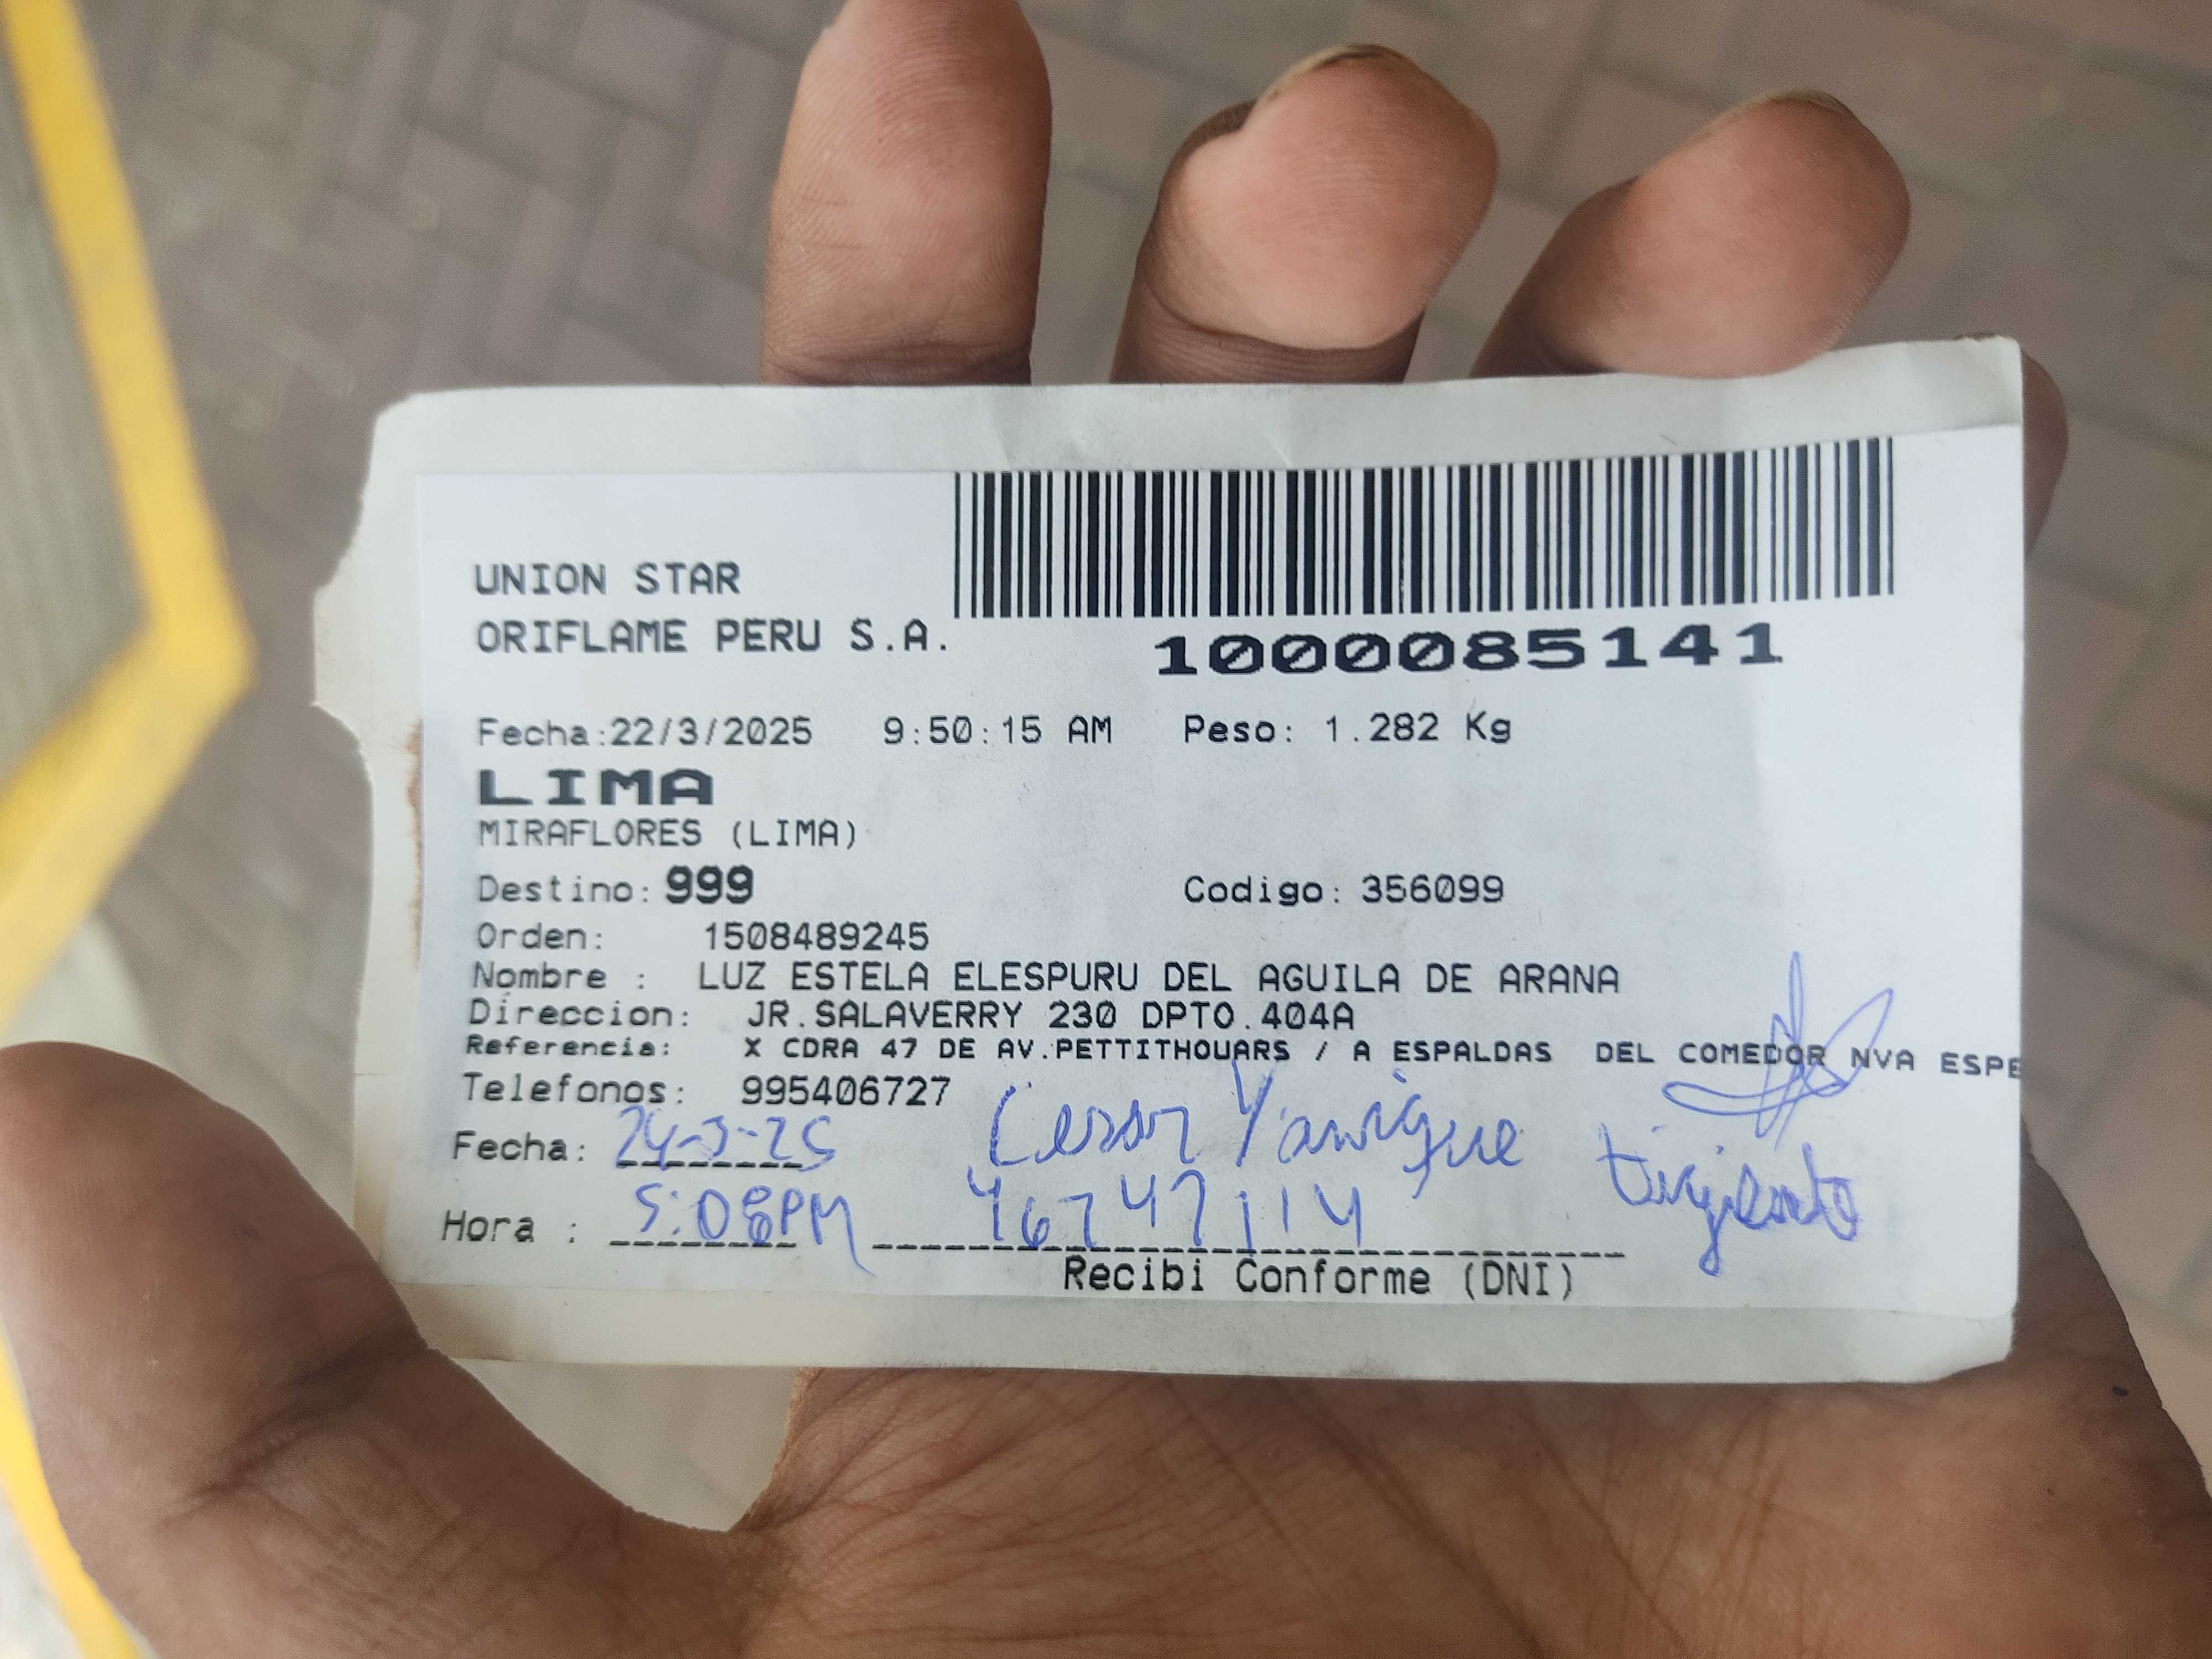 UNION STAR
ORIFLAME PERU S.A.
1000085141
Fecha:22/3/2025 9:50:15 AM Peso: 1.282 Kg
LIMA
MIRAFLORES (LIMA)
Destino: 999 Codigo: 356099
Orden: 1508489245
Nombre : LUZ ESTELA ELESPURU DEL AGUILA DE ARANA
Direccion: JR.SALAVERRY 230 DPTO.404A
Referencia: X CDRA 47 DE AV.PETTITHOUARS / A ESPALDAS DEL COMEDOR NVA ESPE
Telefonos: 995406727
Fecha: 24-3-25 Cesar Yanique
Hora : 5:08PM 46747114
Recibi Conforme (DNI)